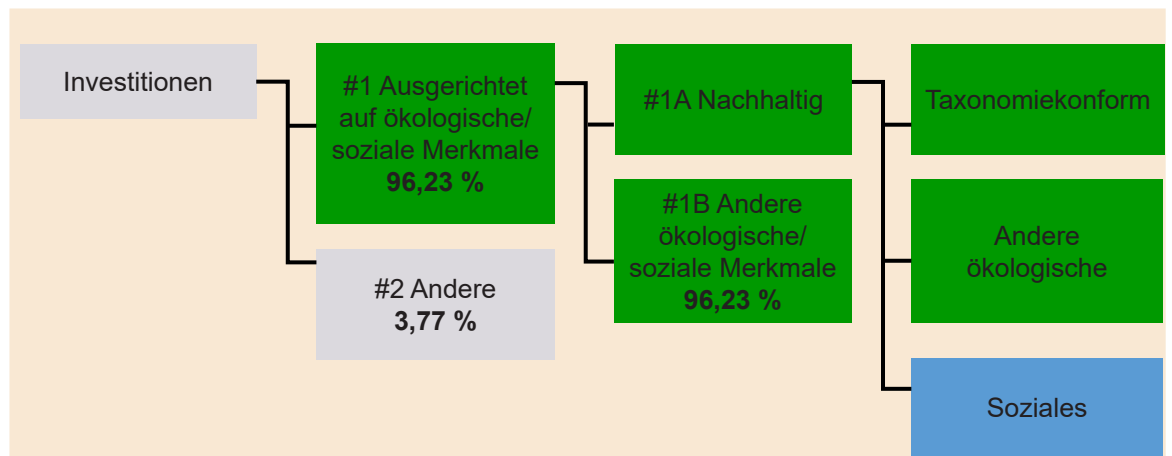 Investitionen
#1 Ausgerichtet
auf ökologische/
soziale Merkmale
96,23 %
#2 Andere
3,77 %
#1A Nachhaltig
#1B Andere
ökologische/
soziale Merkmale
96,23 %
Taxonomiekonform
Andere
ökologische
Soziales